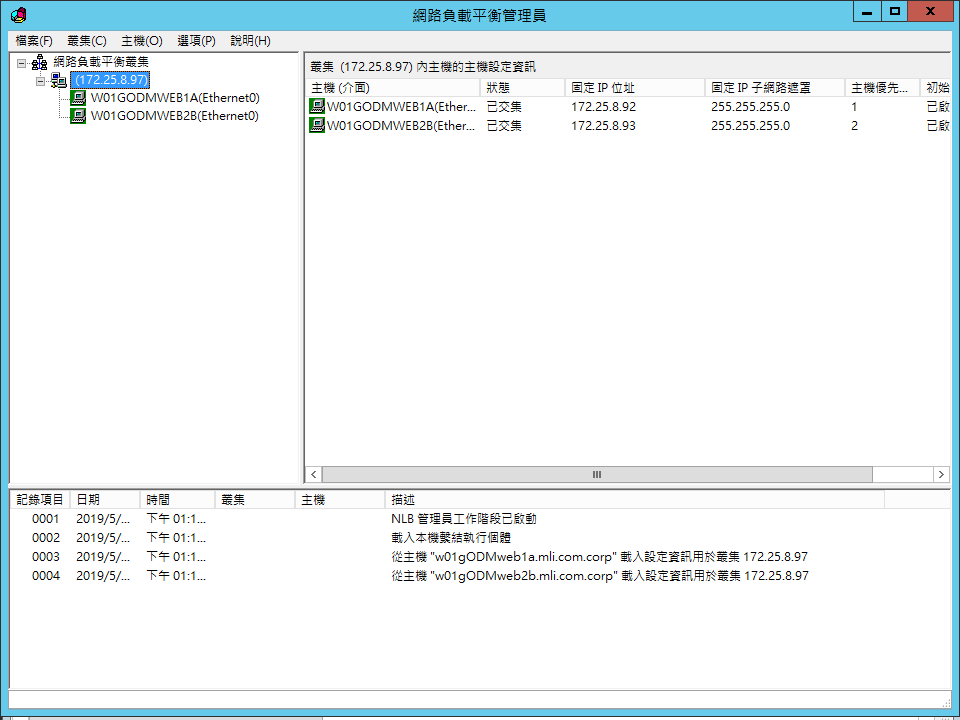 網路負載平衡管理員
檔案(F) 叢集(C) 主機(O) 選項(P) 說明(H)
網路負載平衡叢集
(172.25.8.97)
W01GODMWEB1A(Ethernet0)
W01GODMWEB2B(Ethernet0)
叢集 (172.25.8.97) 內主機的主機設定資訊
主機 (介面) 狀態 固定 IP 位址 固定 IP 子網路遮罩 主機優先... 初始
W01GODMWEB1A(Ether... 已交集 172.25.8.92 255.255.255.0 1 已啟
W01GODMWEB2B(Ether... 已交集 172.25.8.93 255.255.255.0 2 已啟
記錄項目 日期 時間 叢集 主機 描述
0001 2019/5/... 下午 01:1... NLB 管理員工作階段已啟動
0002 2019/5/... 下午 01:1... 載入本機繫結執行個體
0003 2019/5/... 下午 01:1... 從主機 "w01gODMweb1a.mli.com.corp" 載入設定資訊用於叢集 172.25.8.97
0004 2019/5/... 下午 01:1... 從主機 "w01gODMweb2b.mli.com.corp" 載入設定資訊用於叢集 172.25.8.97